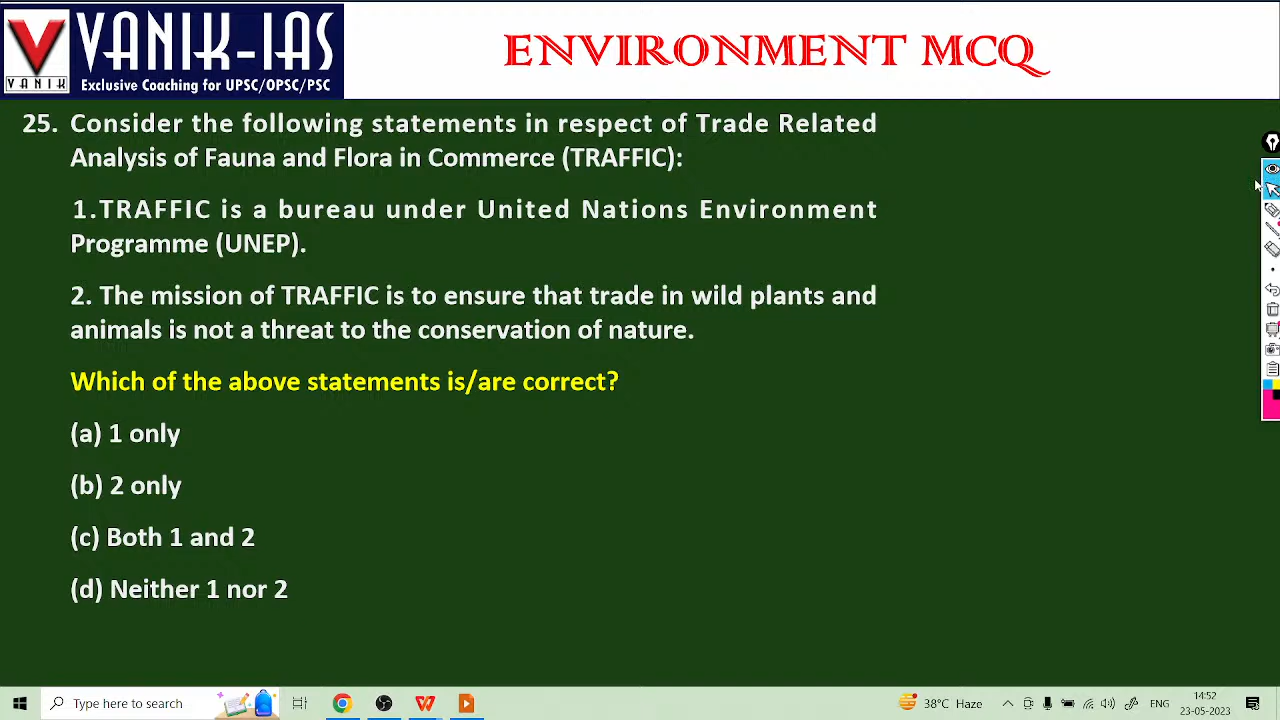 VANIK-IAS
VANIK
Exclusive Coaching for UPSC/OPSC/PSC
ENVIRONMENT MCQ
25. Consider the following statements in respect of Trade Related
Analysis of Fauna and Flora in Commerce (TRAFFIC):
1.TRAFFIC is a bureau under United Nations Environment
Programme (UNEP).
2. The mission of TRAFFIC is to ensure that trade in wild plants and
animals is not a threat to the conservation of nature.
Which of the above statements is/are correct?
(a) 1 only
(b) 2 only
(c) Both 1 and 2
(d) Neither 1 nor 2
Type here to search
38°C Haze
ENG
14:52
23-05-2023